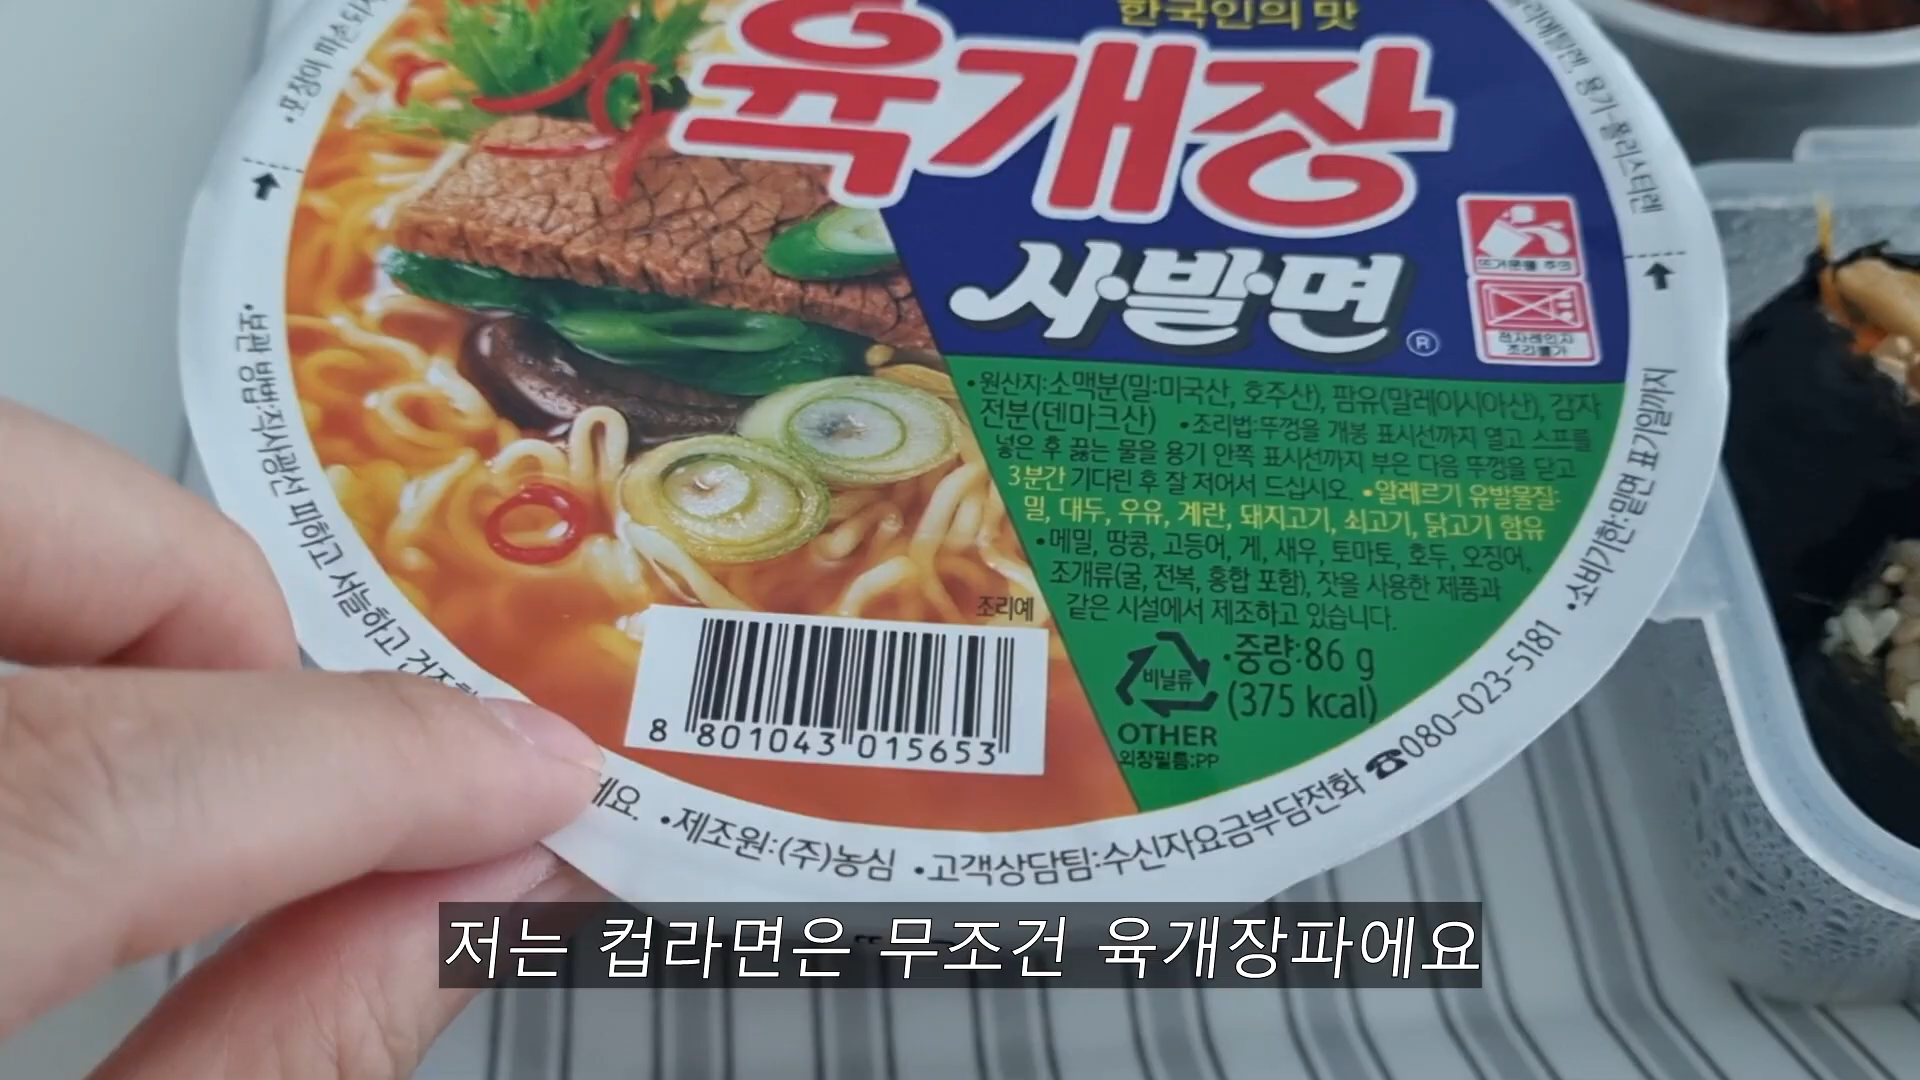 한국인의 맛
육개장
사발면
®
뜨거운물 주의
전자레인지
조리불가
•원산지:소맥분(밀:미국산, 호주산), 팜유(말레이시아산), 감자
전분(덴마크산) •조리법:뚜껑을 개봉 표시선까지 열고 스프를
넣은 후 끓는 물을 용기 안쪽 표시선까지 부은 다음 뚜껑을 닫고
3분간 기다린 후 잘 저어서 드십시오. •알레르기 유발물질:
밀, 대두, 우유, 계란, 돼지고기, 쇠고기, 닭고기 함유
•메밀, 땅콩, 고등어, 게, 새우, 토마토, 호두, 오징어,
조개류(굴, 전복, 홍합 포함), 잣을 사용한 제품과
같은 시설에서 제조하고 있습니다.
조리예
비닐류
OTHER
외장필름:PP
•중량:86 g
(375 kcal)
8 801043 015653
•포장이 파손되
용기-폴리스티렌
•보관 방법:직사광선 피하고 서늘하고
세요. •제조원:(주)농심 •고객상담팀:수신자요금부담전화 ☎080-023-5181 •소비기한:밑면 표기일까지
저는 컵라면은 무조건 육개장파에요